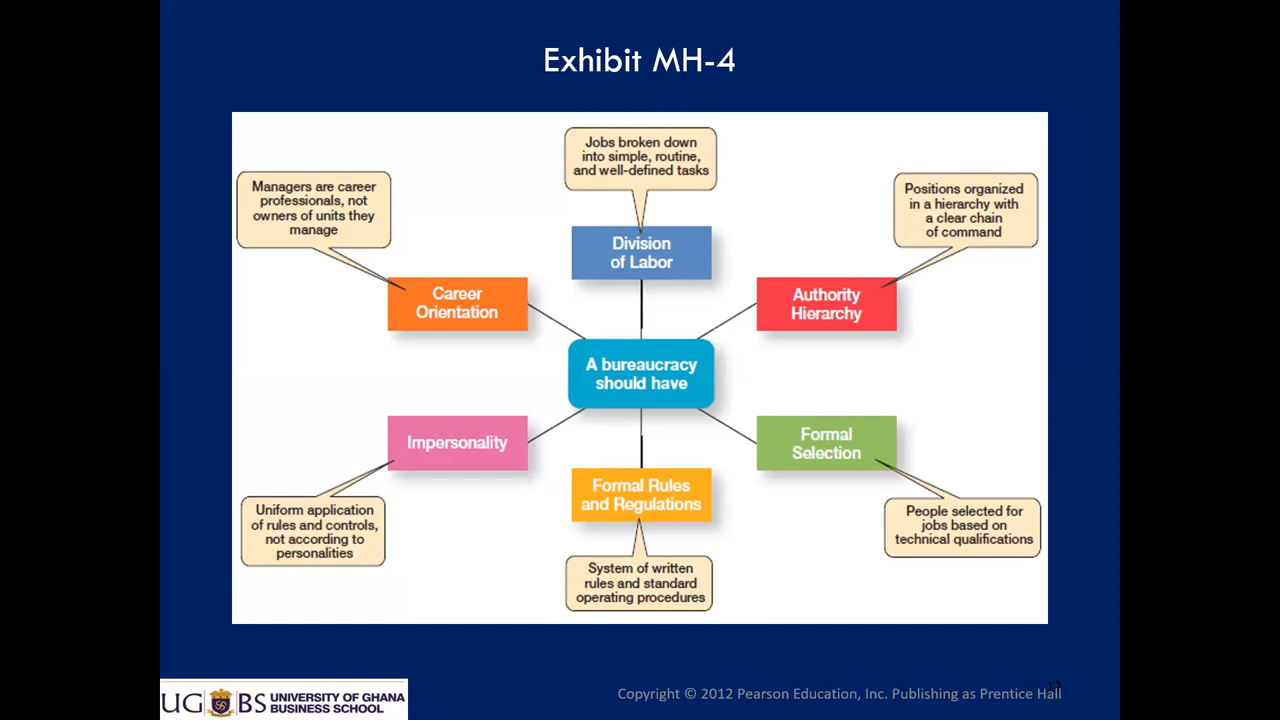 Exhibit MH-4
Jobs broken down
into simple, routine,
and well-defined tasks
Managers are career
professionals, not
owners of units they
manage
Positions organized
in a hierarchy with
a clear chain
of command
Division
of Labor
Career
Orientation
Authority
Hierarchy
A bureaucracy
should have
Impersonality
Formal
Selection
Formal Rules
and Regulations
Uniform application
of rules and controls,
not according to
personalities
People selected for
jobs based on
technical qualifications
System of written
rules and standard
operating procedures
UGBS
UNIVERSITY OF GHANA
BUSINESS SCHOOL
Copyright © 2012 Pearson Education, Inc. Publishing as Prentice Hall
12